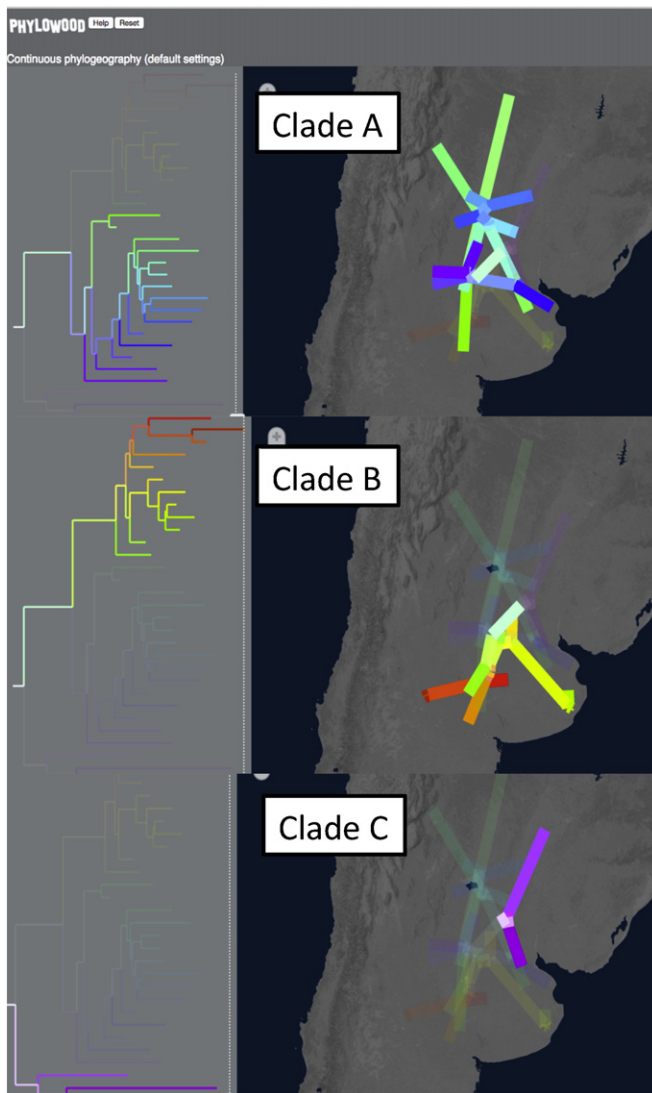 PHYLOWOOD Help Reset
Continuous phylogeography (default settings)
Clade A
Clade B
Clade C